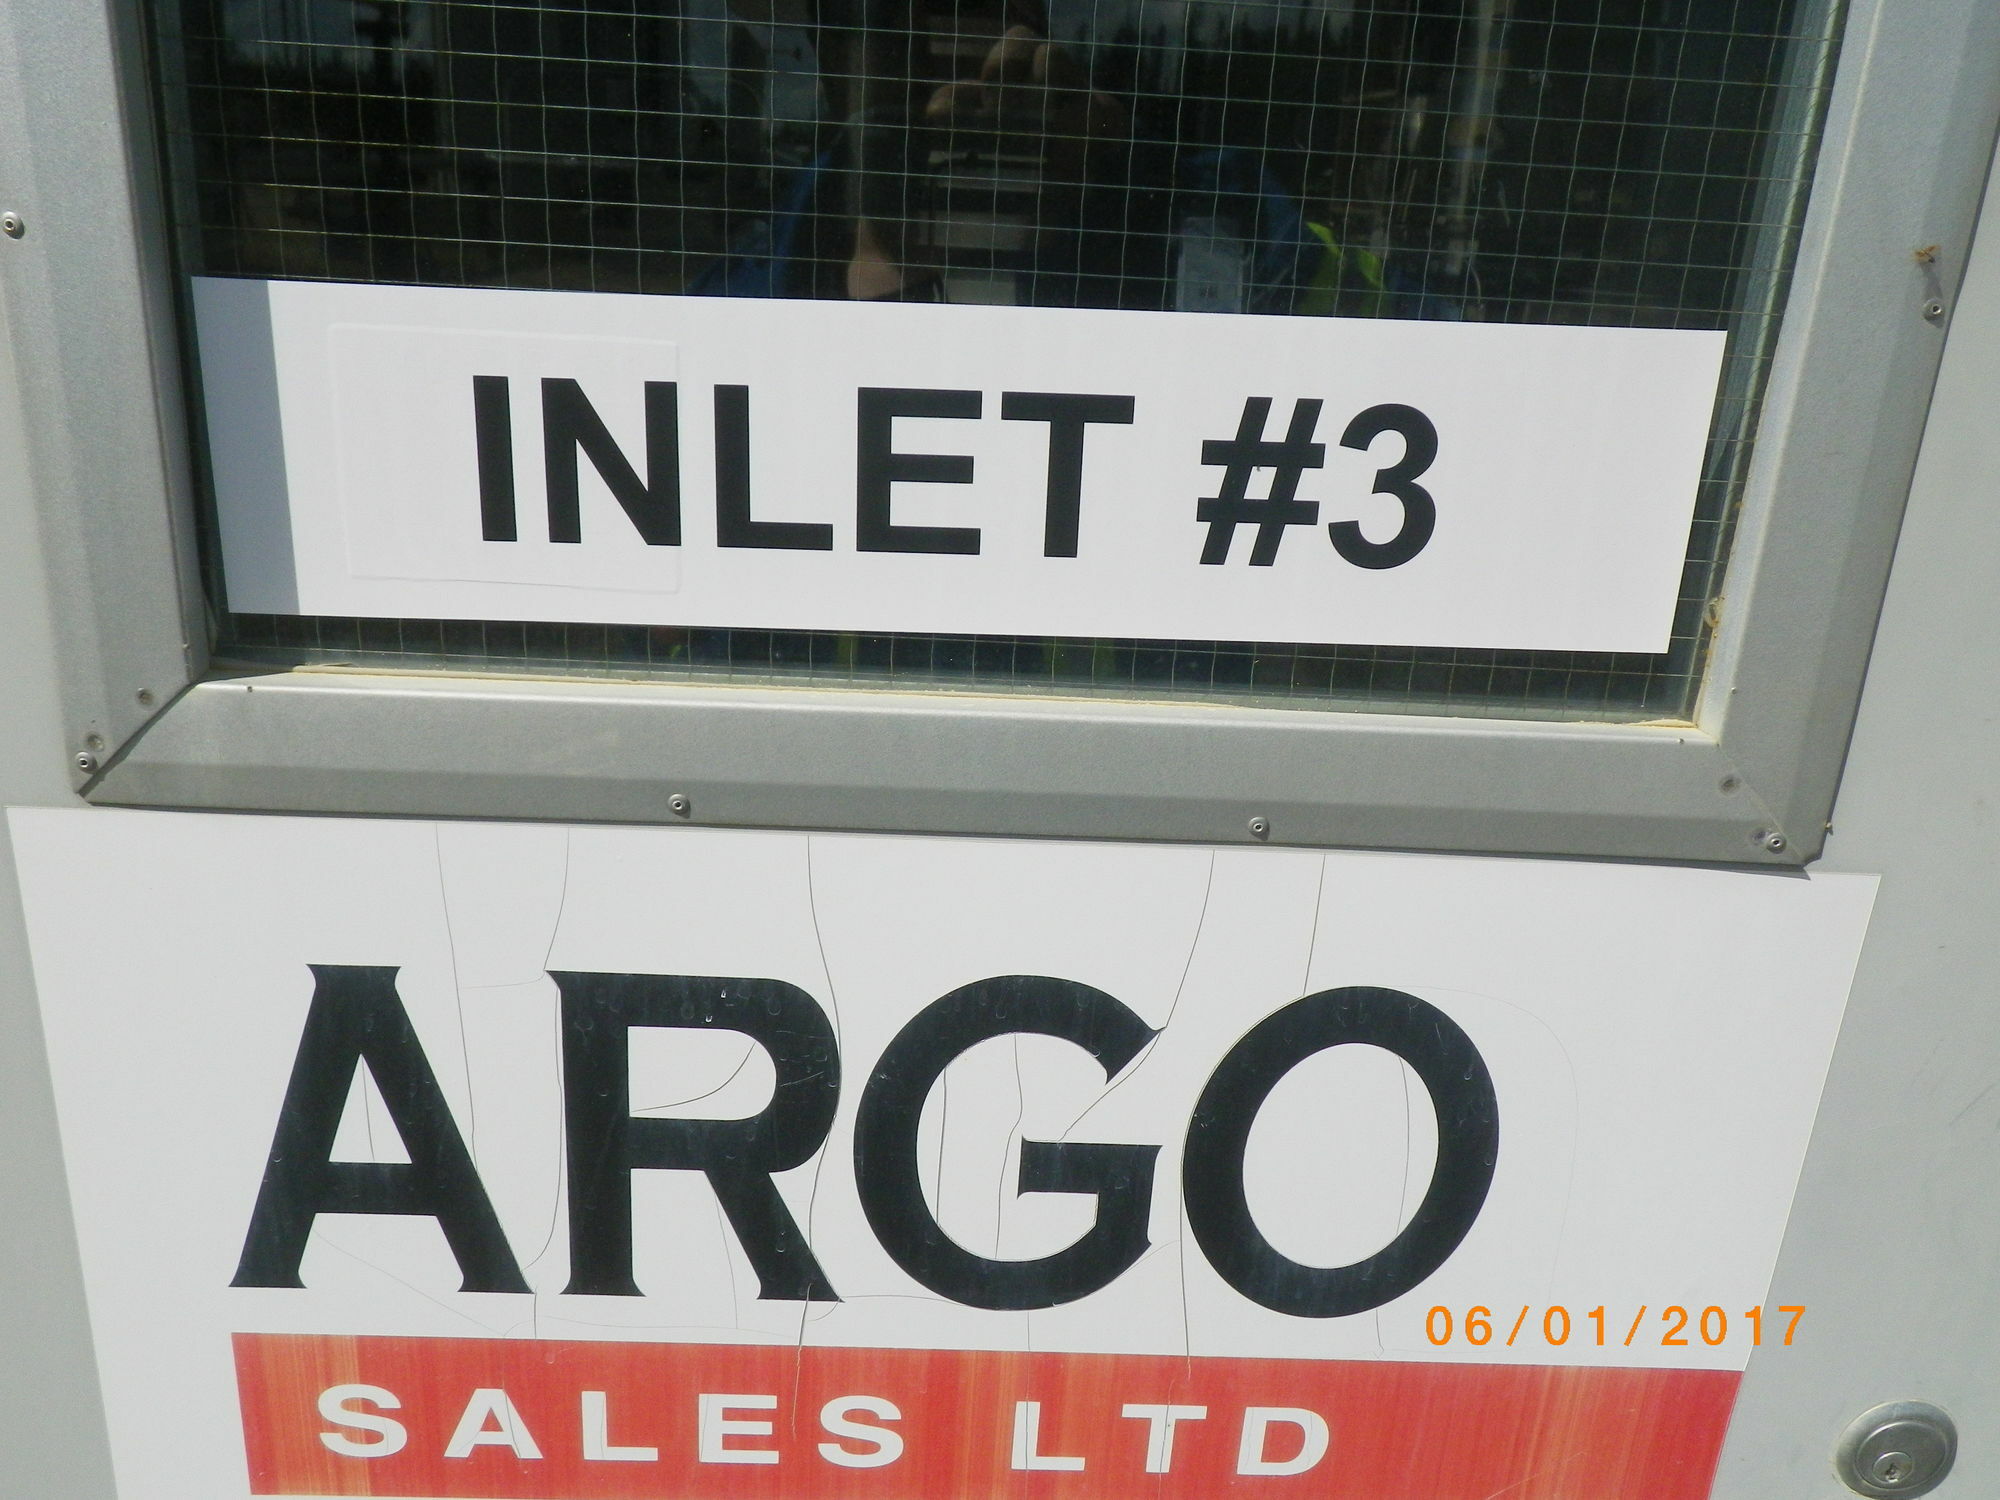 INLET #3
ARGO
06/01/2017
SALES LTD